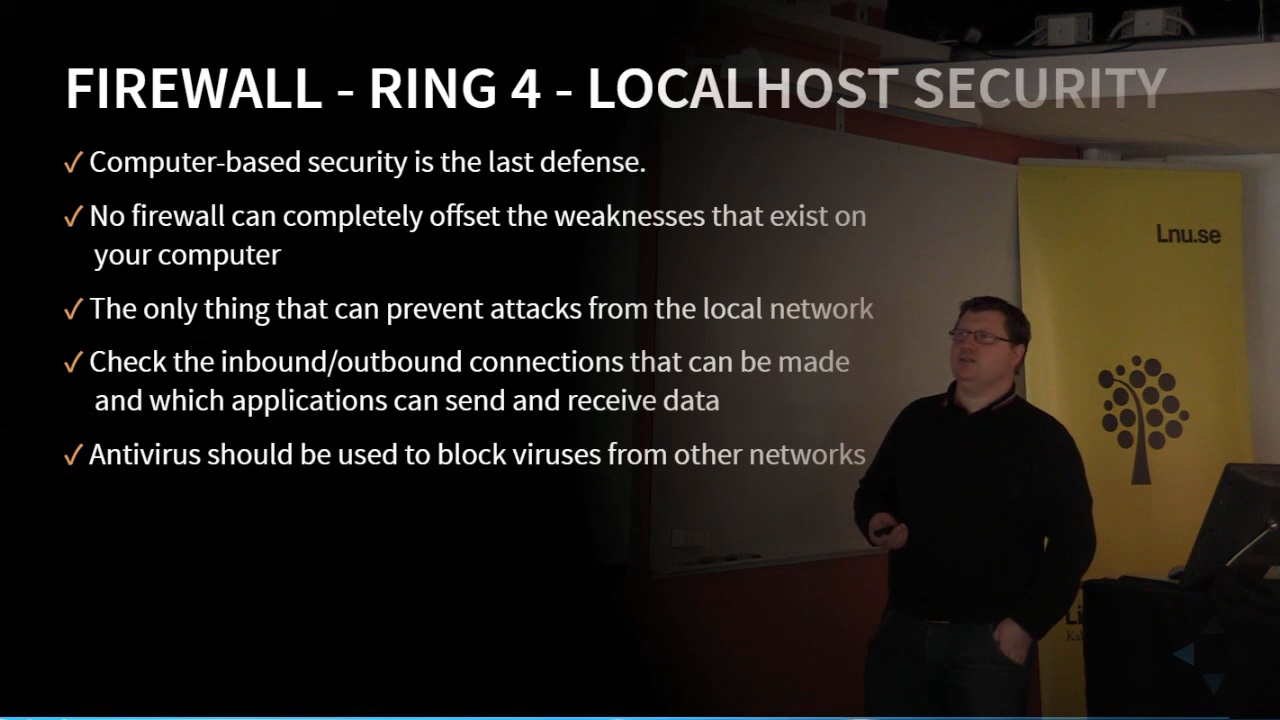 FIREWALL - RING 4 - LOCALHOST SECURITY
✓ Computer-based security is the last defense.
✓ No firewall can completely offset the weaknesses that exist on
your computer
✓ The only thing that can prevent attacks from the local network
✓ Check the inbound/outbound connections that can be made
and which applications can send and receive data
✓ Antivirus should be used to block viruses from other networks
Lnu.se